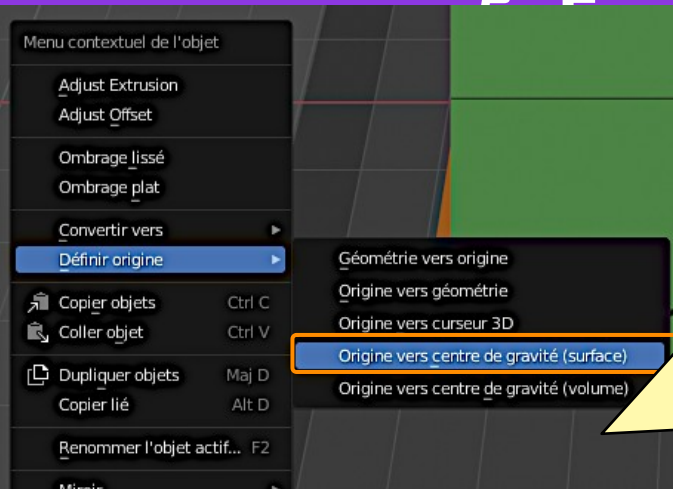 Menu contextuel de l'objet
Adjust Extrusion
Adjust Offset
Ombrage lissé
Ombrage plat
Convertir vers
Définir origine
Copier objets Ctrl C
Coller objet Ctrl V
Dupliquer objets Maj D
Copier lié Alt D
Renommer l'objet actif... F2
Miroir
Géométrie vers origine
Origine vers géométrie
Origine vers curseur 3D
Origine vers centre de gravité (surface)
Origine vers centre de gravité (volume)